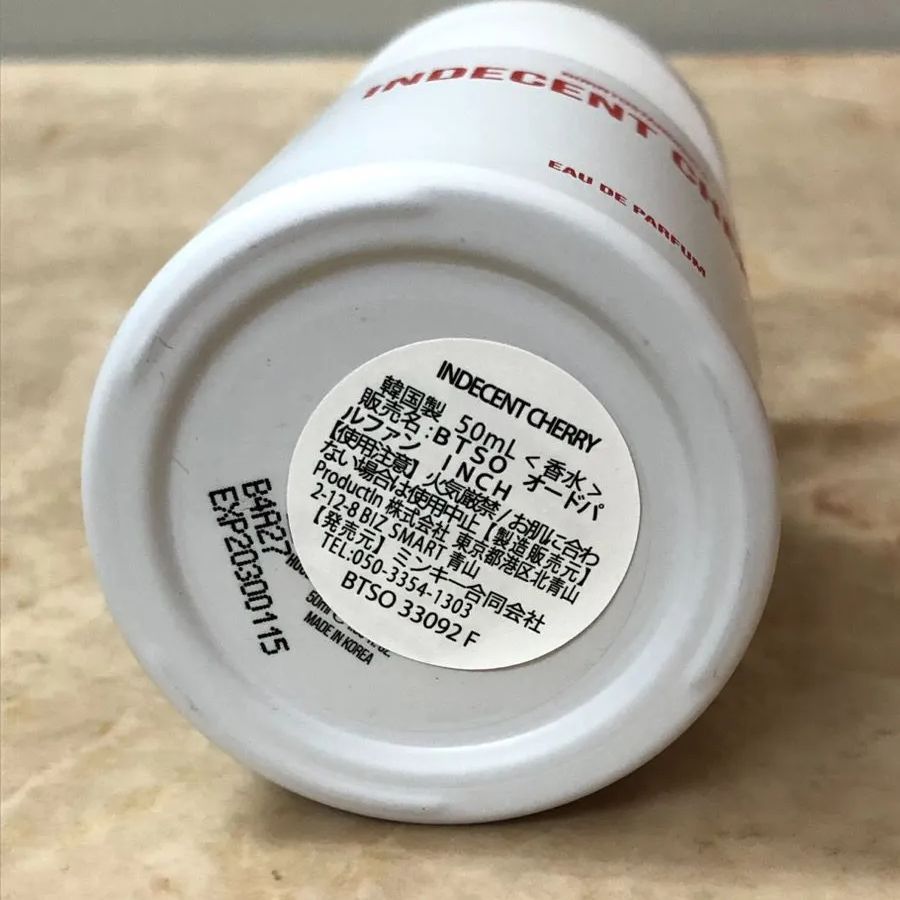 INDECENT CH
EAU DE PARFUM
INDECENT CHERRY
韓国製 50mL <香水>
販売名:BTSO オードパ
ルファン INCH
【使用注意】火気厳禁/お肌に合わ
ない場合は使用中止【製造販売元】
ProductIn 株式会社 東京都港区北青山
2-12-8 BIZ SMART 青山
【発売元】ミンキー合同会社
TEL:050-3354-1303
BTSO 33092 F
B4A27
EXP20300115
50ml
MADE IN KOREA